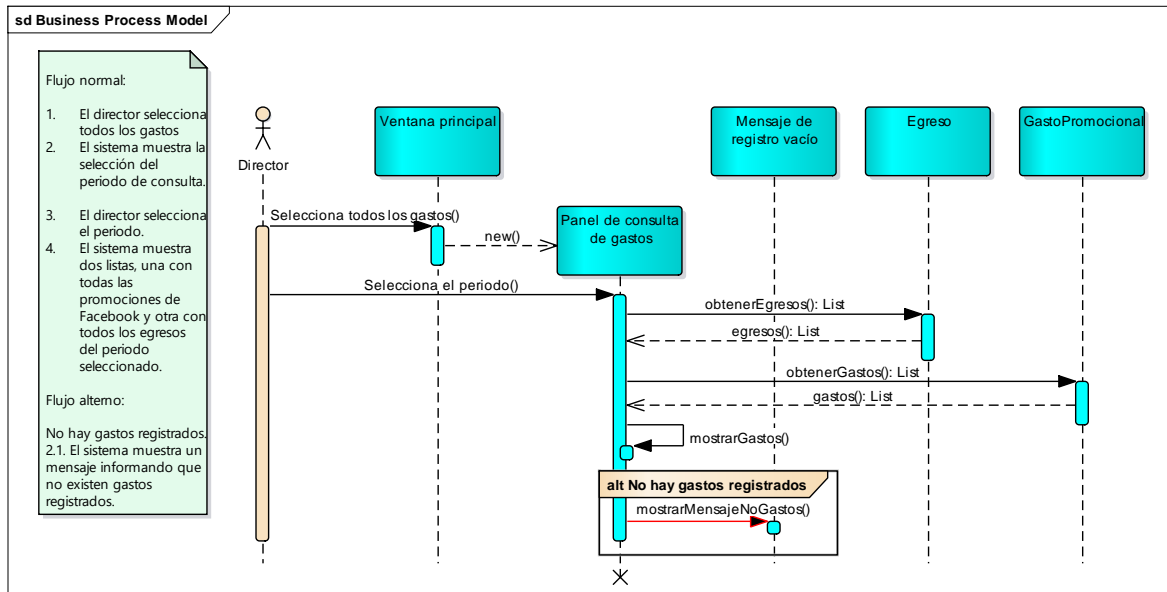 sd Business Process Model
Flujo normal:
1. El director selecciona
todos los gastos
2. El sistema muestra la
selección del
periodo de consulta.
3. El director selecciona
el periodo.
4. El sistema muestra
dos listas, una con
todas las
promociones de
Facebook y otra con
todos los egresos
del periodo
seleccionado.
Flujo alterno:
No hay gastos registrados.
2.1. El sistema muestra un
mensaje informando que
no existen gastos
registrados.
Director
Ventana principal
Mensaje de
registro vacío
Egreso
GastoPromocional
Selecciona todos los gastos()
new()
Panel de consulta
de gastos
Selecciona el periodo()
obtenerEgresos(): List
egresos(): List
obtenerGastos(): List
gastos(): List
mostrarGastos()
alt No hay gastos registrados
mostrarMensajeNoGastos()